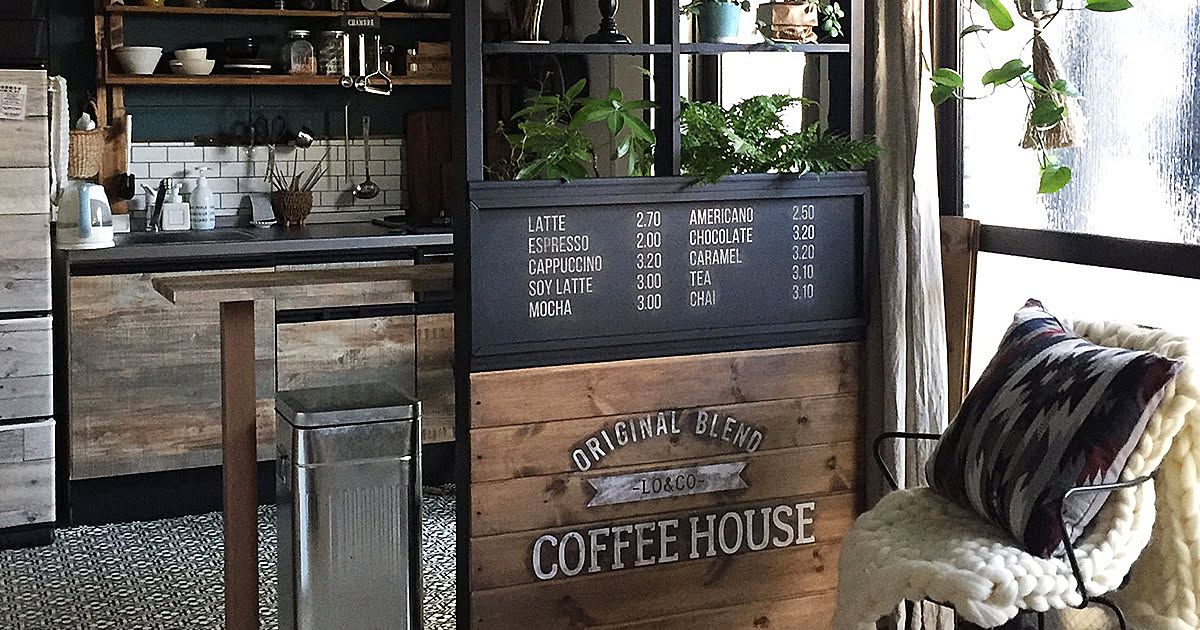 CHAMBRE
LATTE 2.70
ESPRESSO 2.00
CAPPUCCINO 3.20
SOY LATTE 3.00
MOCHA 3.00
AMERICANO 2.50
CHOCOLATE 3.20
CARAMEL 3.20
TEA 3.10
CHAI 3.10
ORIGINAL BLEND
-LO&CO-
COFFEE HOUSE